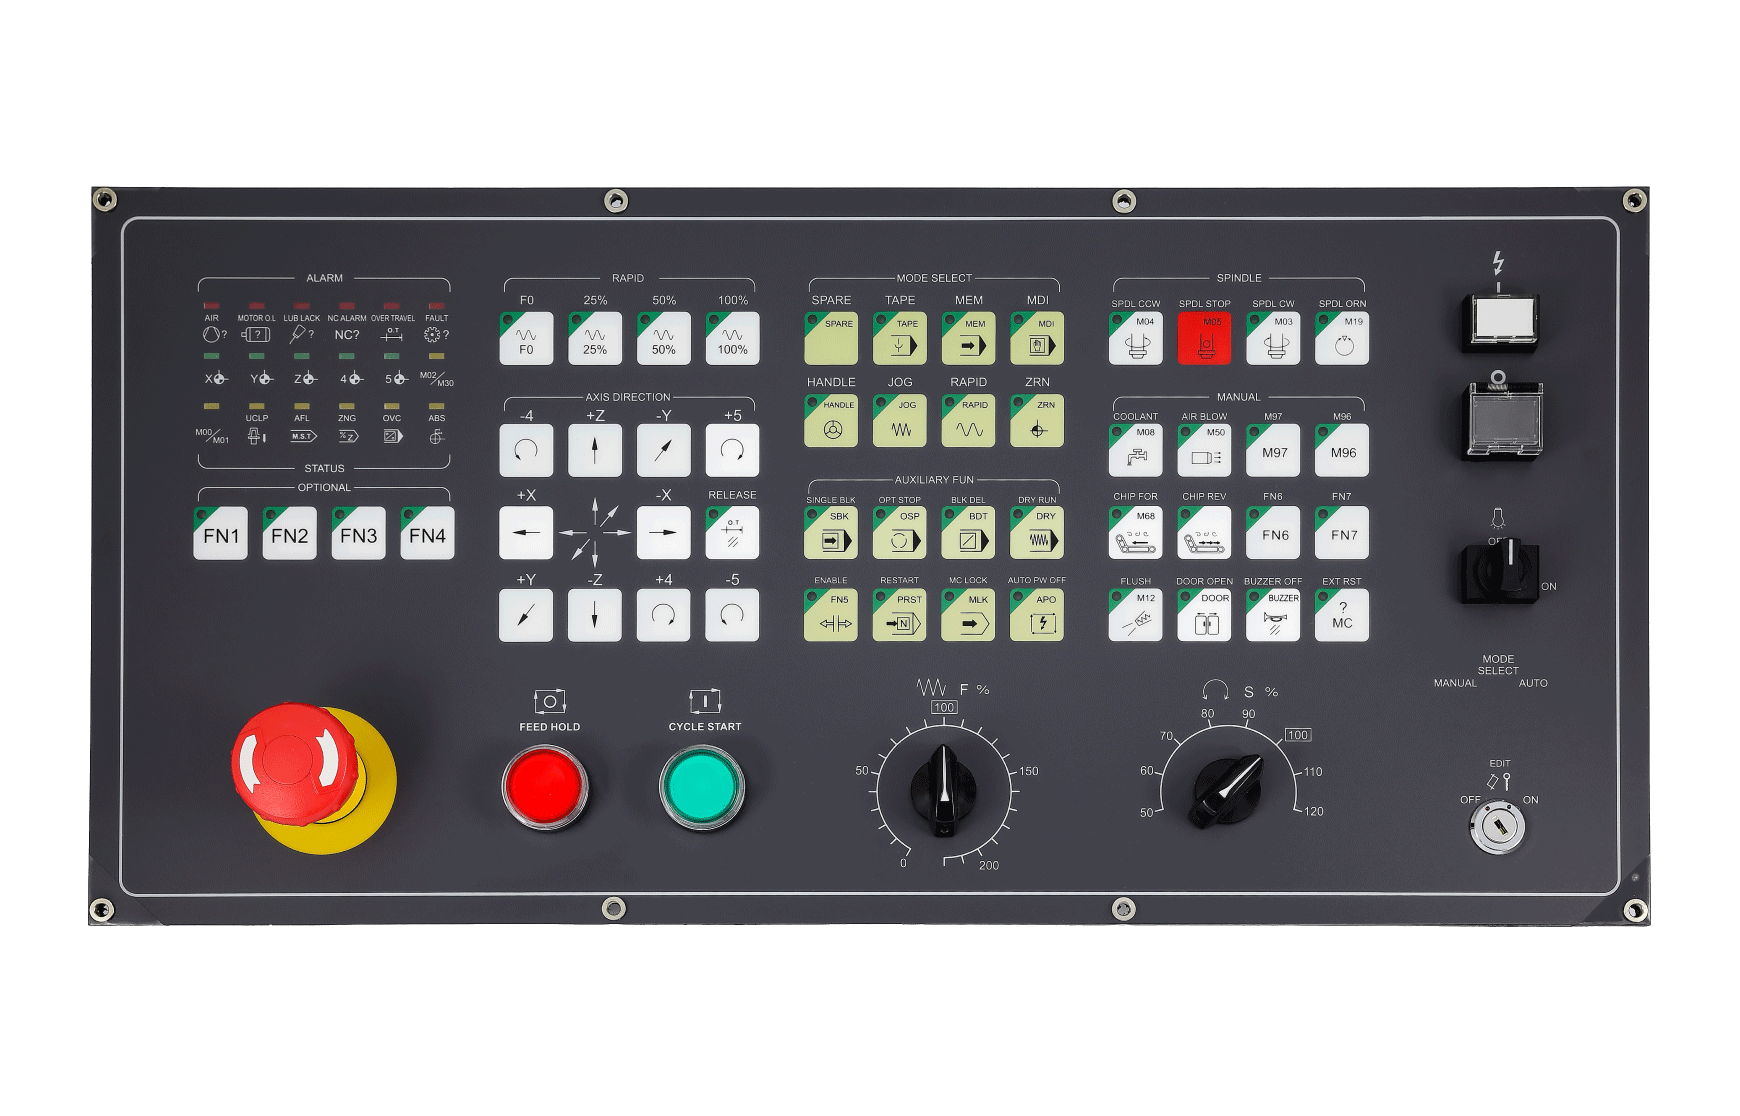 ALARM
AIR MOTOR O.L LUB LACK NC ALARM OVER TRAVEL FAULT
? ? ? NC? O.T ?
X Y Z 4 5 M02/M30
UCLP AFL ZNG OVC ABS
M00/M01 M.S.T %Z
STATUS
OPTIONAL
FN1 FN2 FN3 FN4
RAPID
F0 25% 50% 100%
F0 25% 50% 100%
AXIS DIRECTION
-4 +Z -Y +5
+X -X RELEASE
O.T
+Y -Z +4 -5
MODE SELECT
SPARE TAPE MEM MDI
SPARE TAPE MEM MDI
HANDLE JOG RAPID ZRN
HANDLE JOG RAPID ZRN
AUXILIARY FUN
SINGLE BLK OPT STOP BLK DEL DRY RUN
SBK OSP BDT DRY
ENABLE RESTART MC LOCK AUTO PW OFF
FN5 PRST MLK APO
N
SPINDLE
SPDL CCW SPDL STOP SPDL CW SPDL ORN
M04 M05 M03 M19
MANUAL
COOLANT AIR BLOW M97 M96
M08 M50 M97 M96
CHIP FOR CHIP REV FN6 FN7
M68 FN6 FN7
FLUSH DOOR OPEN BUZZER OFF EXT RST
M12 DOOR BUZZER ?
MC
ON
MODE
SELECT
MANUAL AUTO
EDIT
OFF ON
FEED HOLD
CYCLE START
F %
100
50 150
0 200
S %
80 90
70 100
60 110
50 120